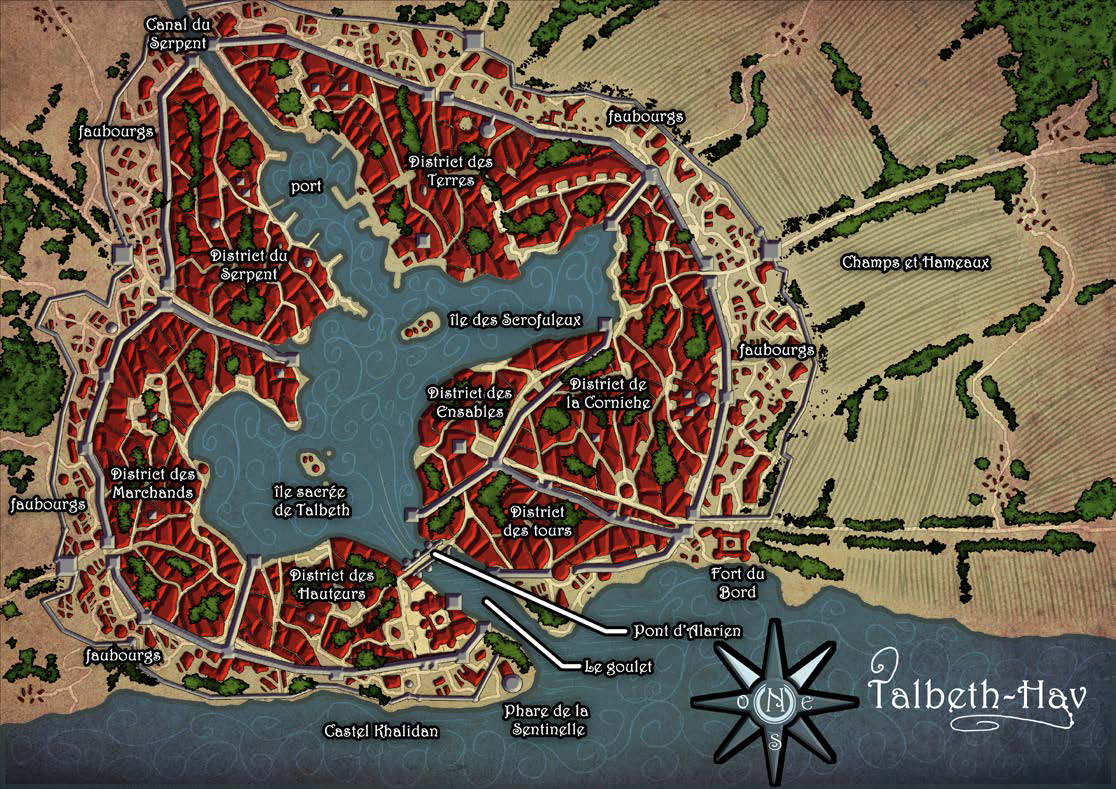 Canal du
Serpent
faubourgs
faubourgs
District des
Terres
port
District du
Serpent
Champs et Hameaux
île des Scrofuleux
faubourgs
District des
Ensables
District de
la Corniche
District des
Marchands
île sacrée
de Talbeth
faubourgs
District
des tours
District des
Hauteurs
Fort du
Bord
Pont d'Alarien
faubourgs
Le goulet
Phare de la
Sentinelle
Castel Khalidan
N
O
E
S
Talbeth-Hav